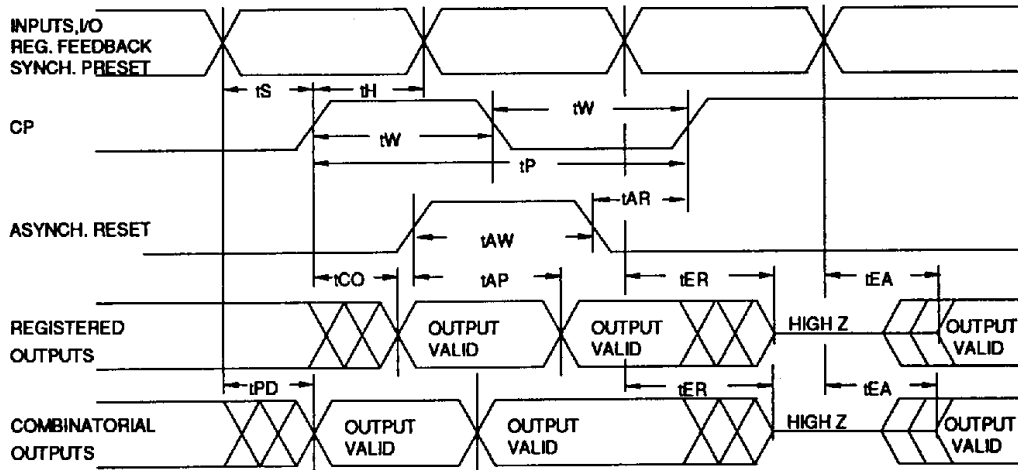 INPUTS,I/O
REG. FEEDBACK
SYNCH. PRESET
tS
tH
tW
CP
tW
tP
tAR
ASYNCH. RESET
tAW
tCO
tAP
tER
tEA
REGISTERED
OUTPUTS
OUTPUT
VALID
OUTPUT
VALID
HIGH Z
OUTPUT
VALID
tPD
tER
tEA
COMBINATORIAL
OUTPUTS
OUTPUT
VALID
OUTPUT
VALID
HIGH Z
OUTPUT
VALID